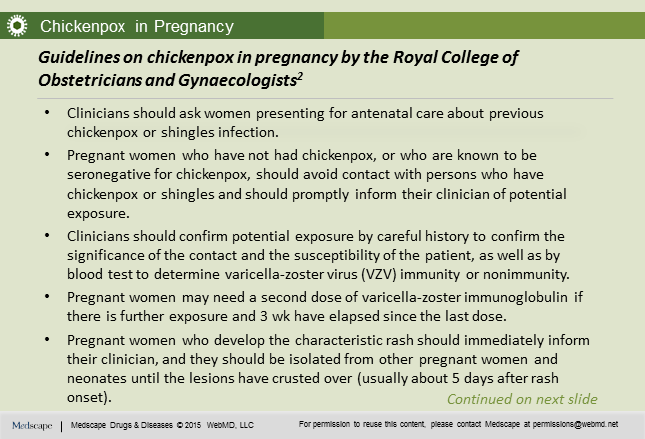 Chickenpox in Pregnancy
Guidelines on chickenpox in pregnancy by the Royal College of
Obstetricians and Gynaecologists2
• Clinicians should ask women presenting for antenatal care about previous
chickenpox or shingles infection.
• Pregnant women who have not had chickenpox, or who are known to be
seronegative for chickenpox, should avoid contact with persons who have
chickenpox or shingles and should promptly inform their clinician of potential
exposure.
• Clinicians should confirm potential exposure by careful history to confirm the
significance of the contact and the susceptibility of the patient, as well as by
blood test to determine varicella-zoster virus (VZV) immunity or nonimmunity.
• Pregnant women may need a second dose of varicella-zoster immunoglobulin if
there is further exposure and 3 wk have elapsed since the last dose.
• Pregnant women who develop the characteristic rash should immediately inform
their clinician, and they should be isolated from other pregnant women and
neonates until the lesions have crusted over (usually about 5 days after rash
onset).
Continued on next slide
Medscape | Medscape Drugs & Diseases © 2015 WebMD, LLC For permission to reuse this content, please contact Medscape at permissions@webmd.net